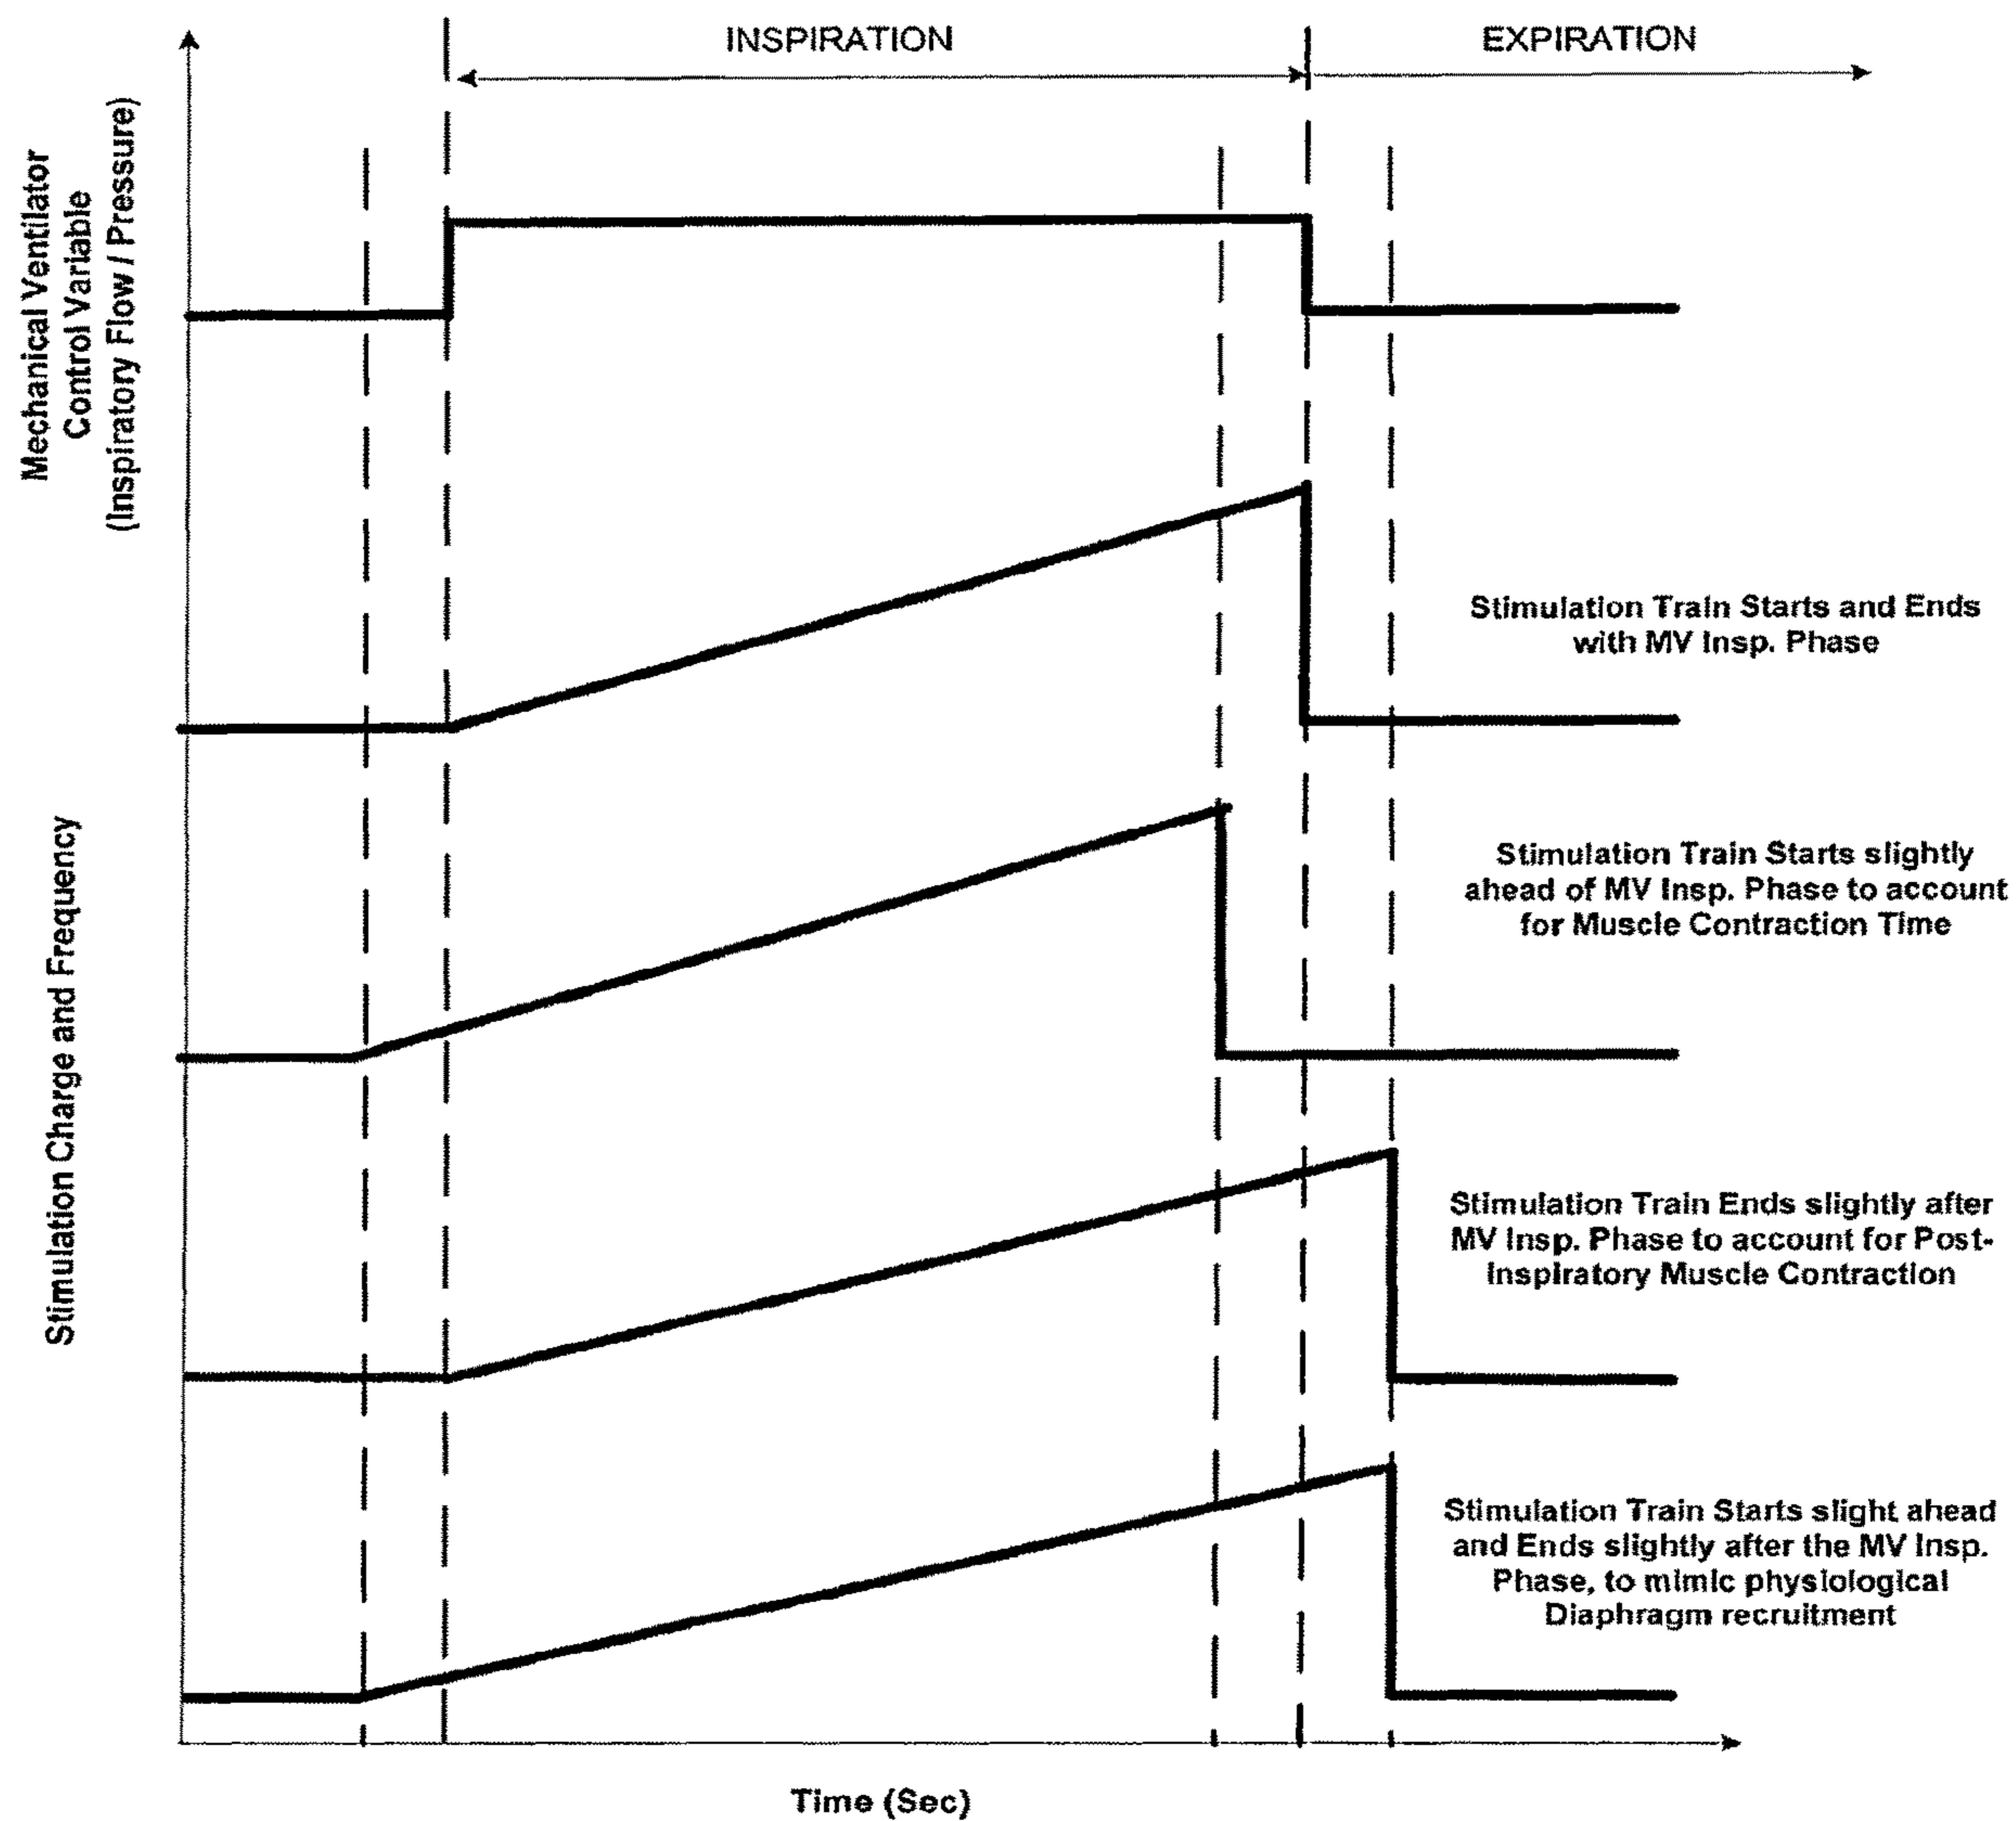 INSPIRATION
EXPIRATION
Mechanical Ventilator
Control Variable
(Inspiratory Flow / Pressure)
Stimulation Train Starts and Ends
with MV Insp. Phase
Stimulation Charge and Frequency
Stimulation Train Starts slightly
ahead of MV Insp. Phase to account
for Muscle Contraction Time
Stimulation Train Ends slightly after
MV Insp. Phase to account for Post-
Inspiratory Muscle Contraction
Stimulation Train Starts slight ahead
and Ends slightly after the MV Insp.
Phase, to mimic physiological
Diaphragm recruitment
Time (Sec)